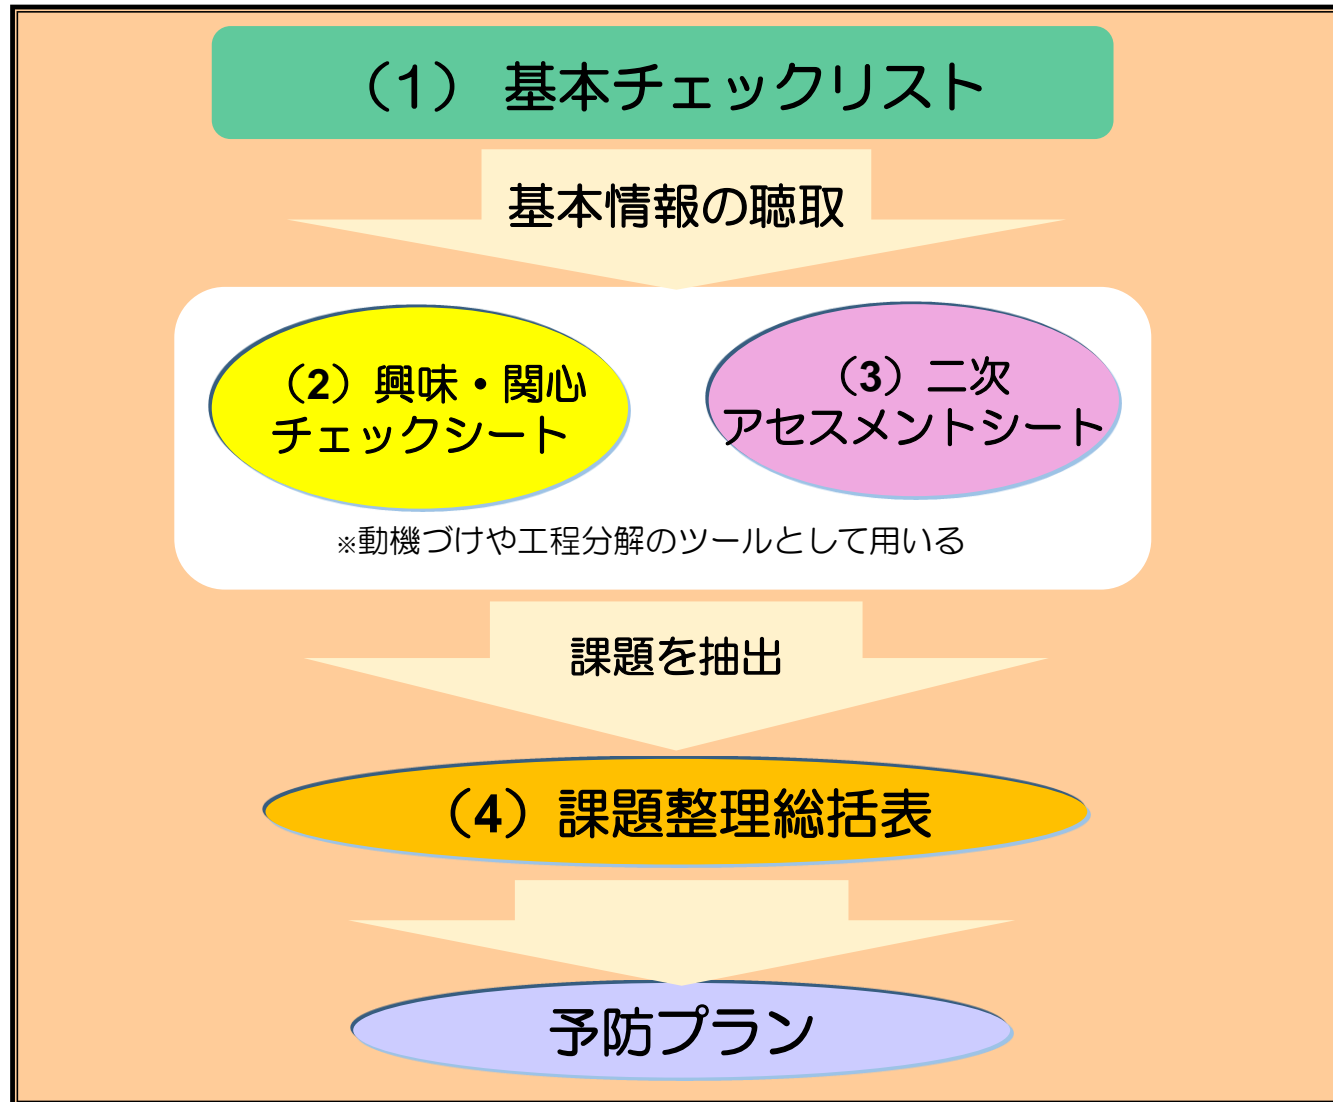 （1） 基本チェックリスト
基本情報の聴取
（2）興味・関心
チェックシート
（3）二次
アセスメントシート
※動機づけや工程分解のツールとして用いる
課題を抽出
（4）課題整理総括表
予防プラン